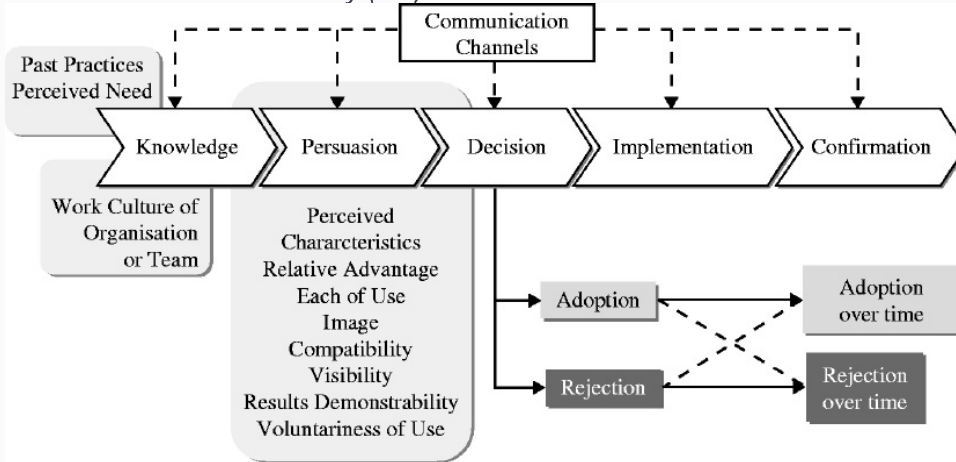 Communication
Channels
Past Practices
Perceived Need
Knowledge
Persuasion
Decision
Implementation
Confirmation
Work Culture of
Organisation
or Team
Perceived
Chararcteristics
Relative Advantage
Each of Use
Image
Compatibility
Visibility
Results Demonstrability
Voluntariness of Use
Adoption
Adoption
over time
Rejection
Rejection
over time